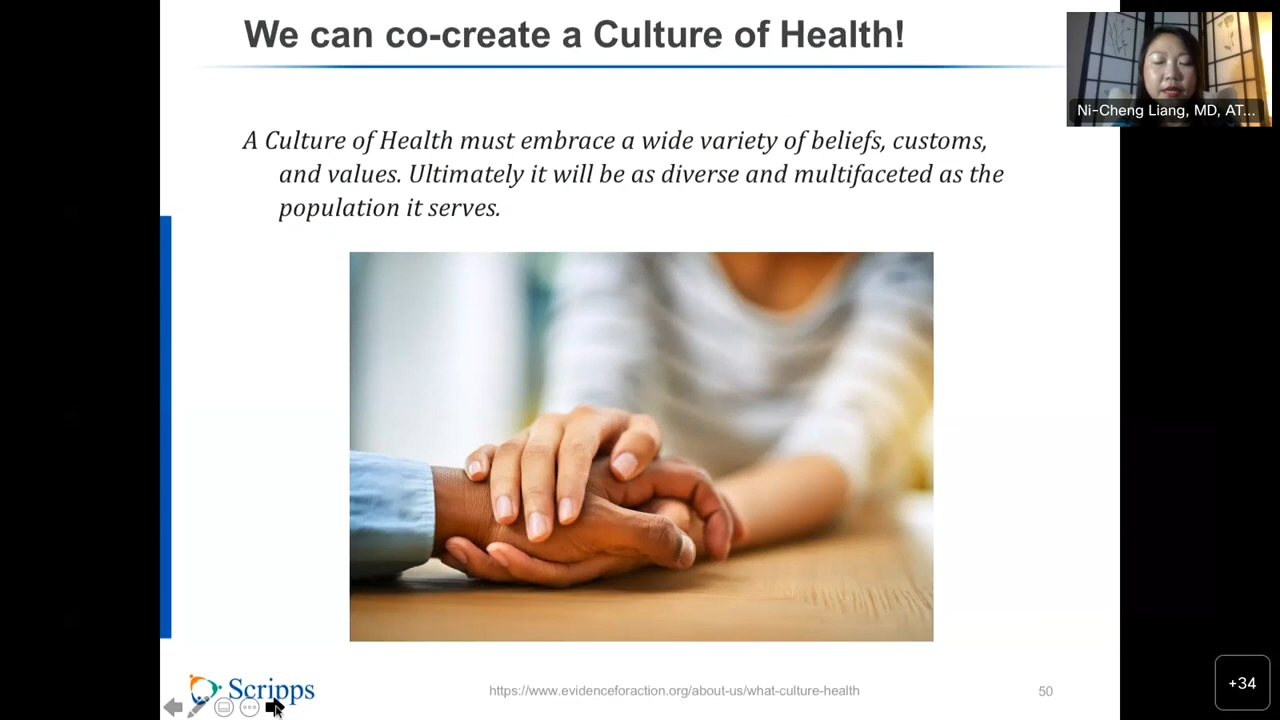 We can co-create a Culture of Health!
Ni-Cheng Liang, MD, AT...
A Culture of Health must embrace a wide variety of beliefs, customs,
and values. Ultimately it will be as diverse and multifaceted as the
population it serves.
Scripps
https://www.evidenceforaction.org/about-us/what-culture-health
50
+34